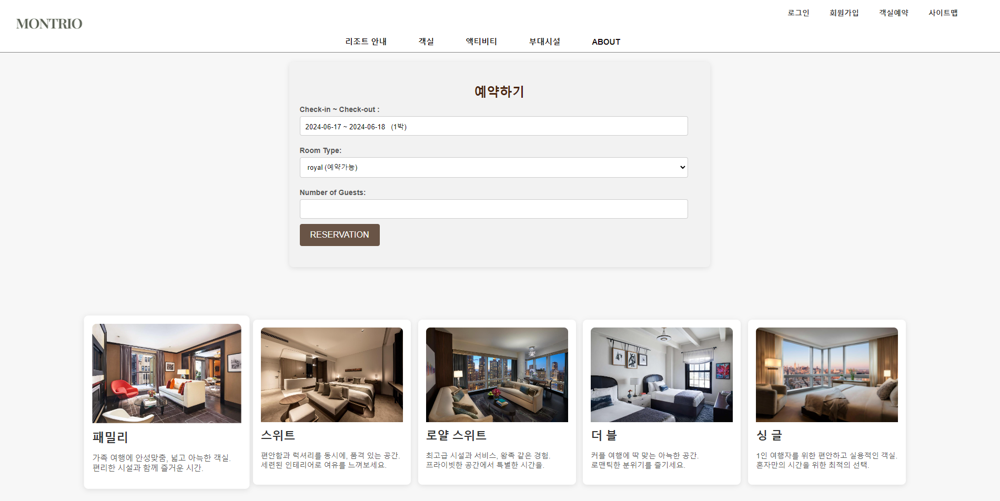 MONTRIO
로그인 회원가입 객실예약 사이트맵
리조트 안내 객실 액티비티 부대시설 ABOUT
예약하기
Check-in ~ Check-out :
2024-06-17 ~ 2024-06-18 (1박)
Room Type:
royal (예약가능)
Number of Guests:
RESERVATION
패밀리
가족 여행에 안성맞춤, 넓고 아늑한 객실.
편리한 시설과 함께 즐거운 시간.
스위트
편안함과 럭셔리를 동시에, 품격 있는 공간.
세련된 인테리어로 여유를 느껴보세요.
로얄 스위트
최고급 시설과 서비스, 왕족 같은 경험.
프라이빗한 공간에서 특별한 시간을.
더 블
커플 여행에 딱 맞는 아늑한 공간.
로맨틱한 분위기를 즐기세요.
싱 글
1인 여행자를 위한 편안하고 실용적인 객실.
혼자만의 시간을 위한 최적의 선택.